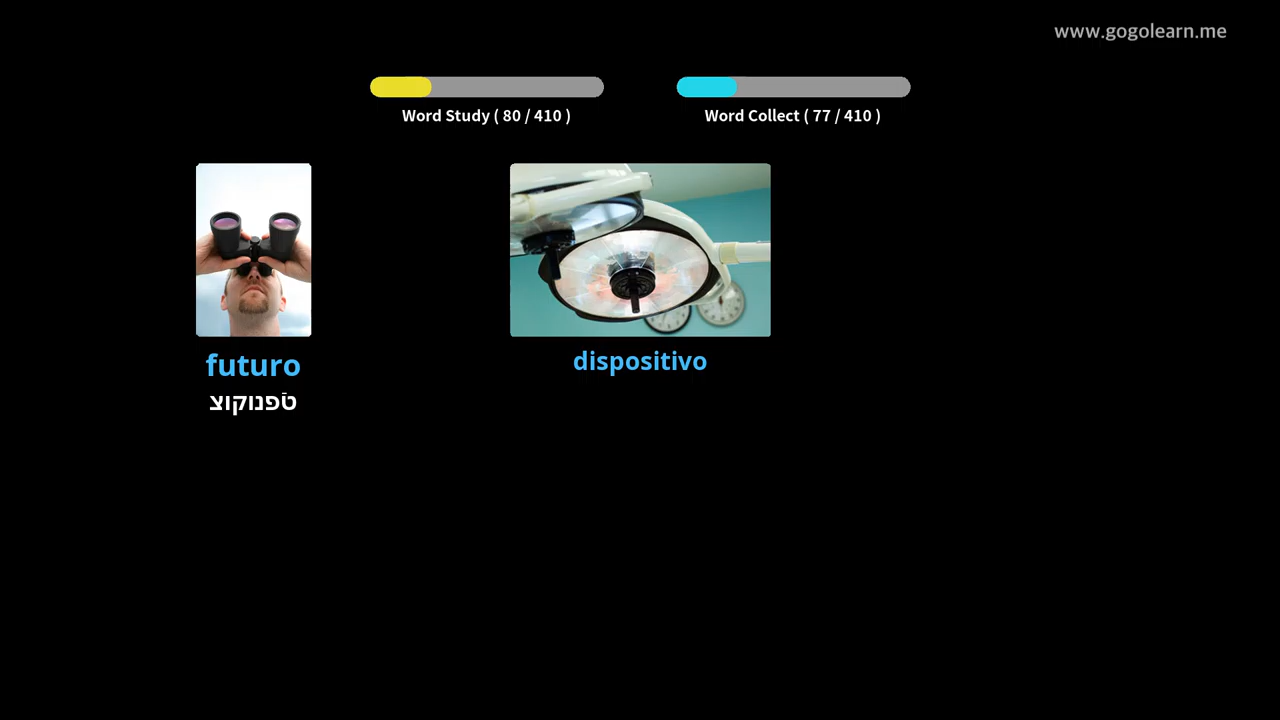 www.gogolearn.me
Word Study ( 80 / 410 )
Word Collect ( 77 / 410 )
futuro
טֿפנוקוצ
dispositivo